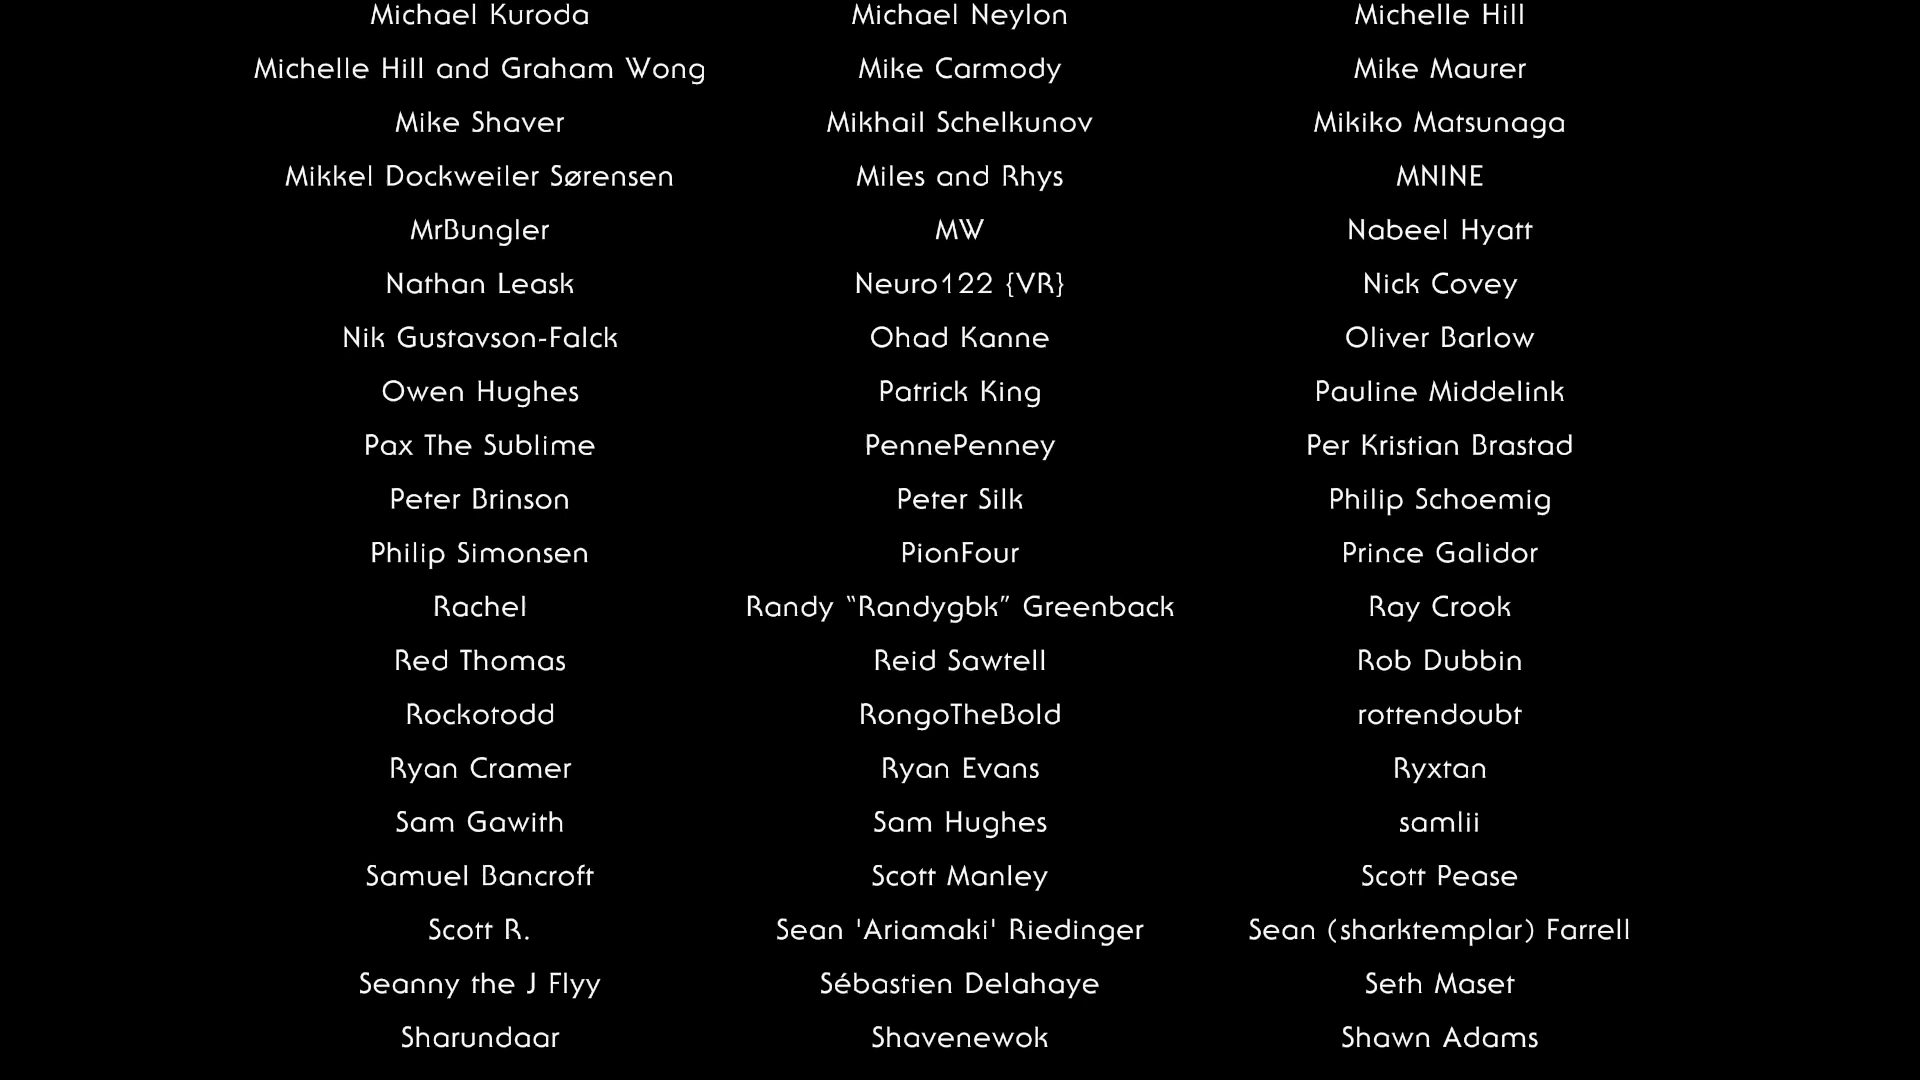 Michael Kuroda Michael Neylon Michelle Hill
Michelle Hill and Graham Wong Mike Carmody Mike Maurer
Mike Shaver Mikhail Schelkunov Mikiko Matsunaga
Mikkel Dockweiler Sørensen Miles and Rhys MNINE
MrBungler MW Nabeel Hyatt
Nathan Leask Neuro122 {VR} Nick Covey
Nik Gustavson-Falck Ohad Kanne Oliver Barlow
Owen Hughes Patrick King Pauline Middelink
Pax The Sublime PennePenney Per Kristian Brastad
Peter Brinson Peter Silk Philip Schoemig
Philip Simonsen PionFour Prince Galidor
Rachel Randy “Randygbk” Greenback Ray Crook
Red Thomas Reid Sawtell Rob Dubbin
Rockotodd RongoTheBold rottendoubt
Ryan Cramer Ryan Evans Ryxtan
Sam Gawith Sam Hughes samlii
Samuel Bancroft Scott Manley Scott Pease
Scott R. Sean 'Ariamaki' Riedinger Sean (sharktemplar) Farrell
Seanny the J Flyy Sébastien Delahaye Seth Maset
Sharundaar Shavenewok Shawn Adams